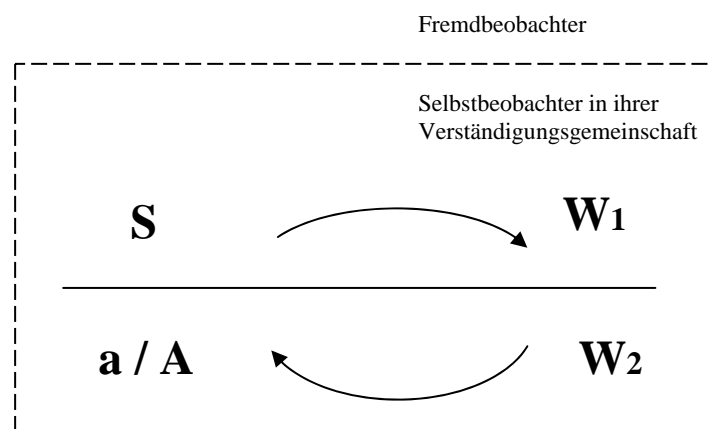 Fremdbeobachter
Selbstbeobachter in ihrer
Verständigungsgemeinschaft
S
W1
a / A
W2